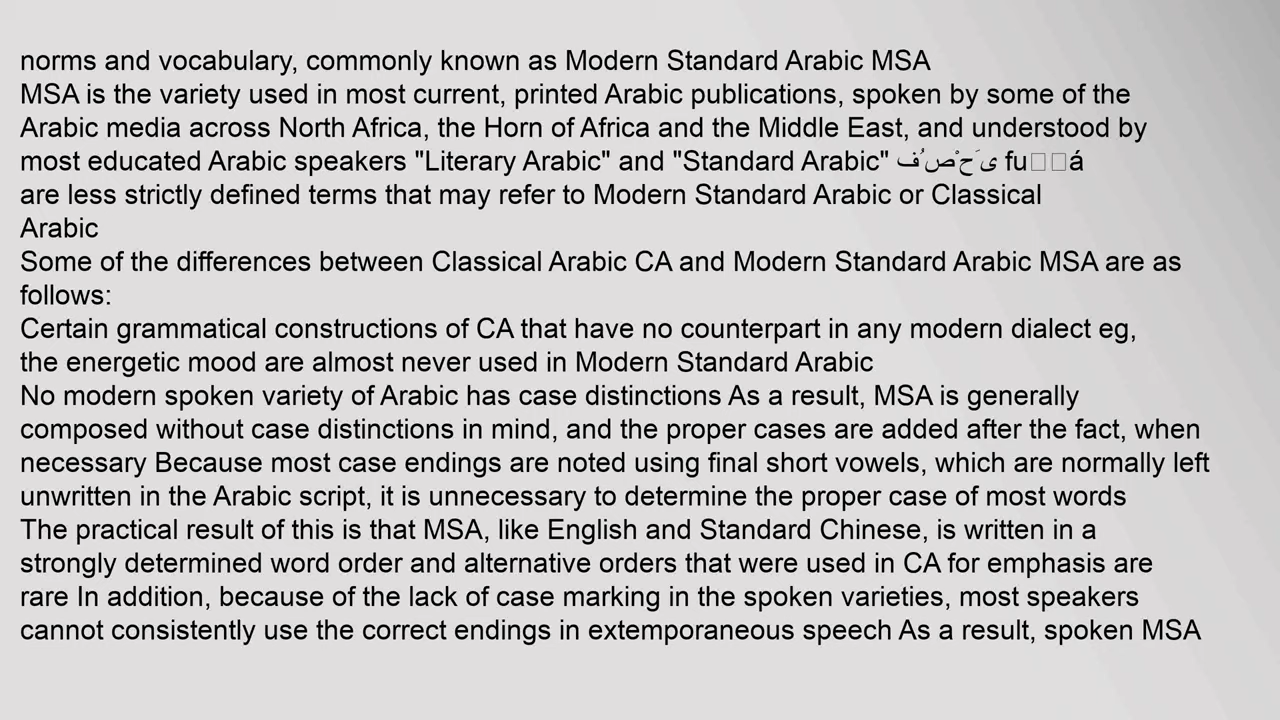 norms and vocabulary, commonly known as Modern Standard Arabic MSA
MSA is the variety used in most current, printed Arabic publications, spoken by some of the
Arabic media across North Africa, the Horn of Africa and the Middle East, and understood by
most educated Arabic speakers "Literary Arabic" and "Standard Arabic" فُصْحَى fu□□á
are less strictly defined terms that may refer to Modern Standard Arabic or Classical
Arabic
Some of the differences between Classical Arabic CA and Modern Standard Arabic MSA are as
follows:
Certain grammatical constructions of CA that have no counterpart in any modern dialect eg,
the energetic mood are almost never used in Modern Standard Arabic
No modern spoken variety of Arabic has case distinctions As a result, MSA is generally
composed without case distinctions in mind, and the proper cases are added after the fact, when
necessary Because most case endings are noted using final short vowels, which are normally left
unwritten in the Arabic script, it is unnecessary to determine the proper case of most words
The practical result of this is that MSA, like English and Standard Chinese, is written in a
strongly determined word order and alternative orders that were used in CA for emphasis are
rare In addition, because of the lack of case marking in the spoken varieties, most speakers
cannot consistently use the correct endings in extemporaneous speech As a result, spoken MSA